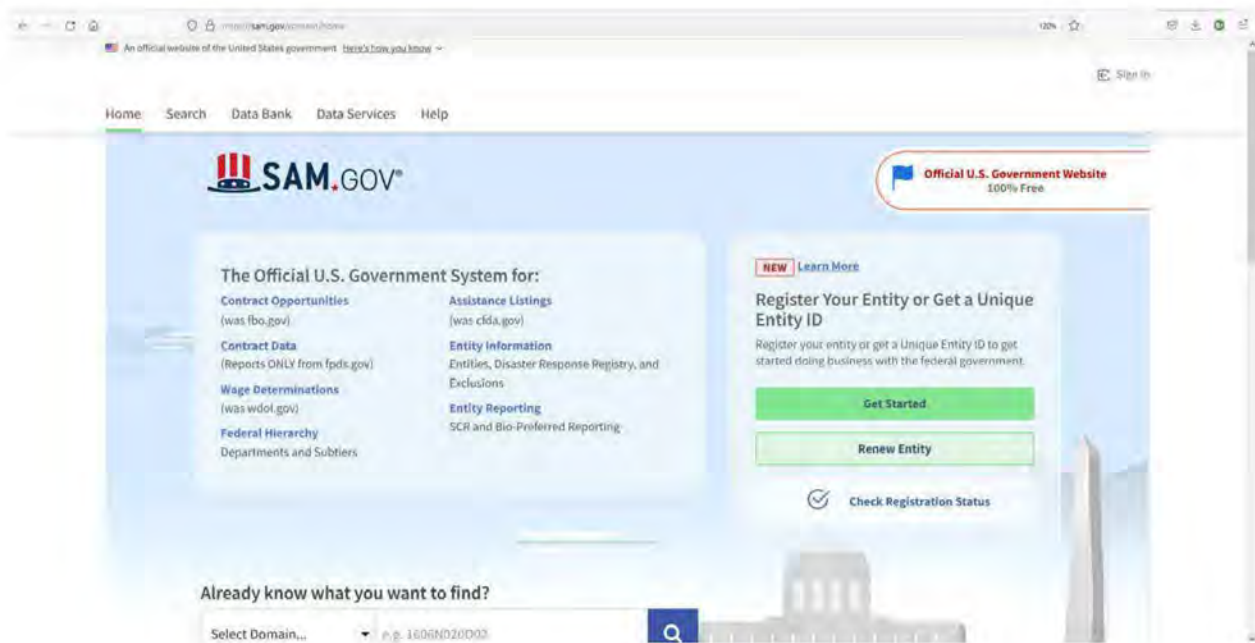 sam.gov
120%
An official website of the United States government Here's how you know
Sign In
Home Search Data Bank Data Services Help
SAM.GOV®
Official U.S. Government Website
100% Free
The Official U.S. Government System for:
Contract Opportunities
(was fbo.gov)
Contract Data
(Reports ONLY from fpds.gov)
Wage Determinations
(was wdol.gov)
Federal Hierarchy
Departments and Subtiers
Assistance Listings
(was cfda.gov)
Entity Information
Entities, Disaster Response Registry, and
Exclusions
Entity Reporting
SCR and Bio-Preferred Reporting
NEW Learn More
Register Your Entity or Get a Unique
Entity ID
Register your entity or get a Unique Entity ID to get
started doing business with the federal government.
Get Started
Renew Entity
Check Registration Status
Already know what you want to find?
Select Domain...
e.g. 1606N020Q02